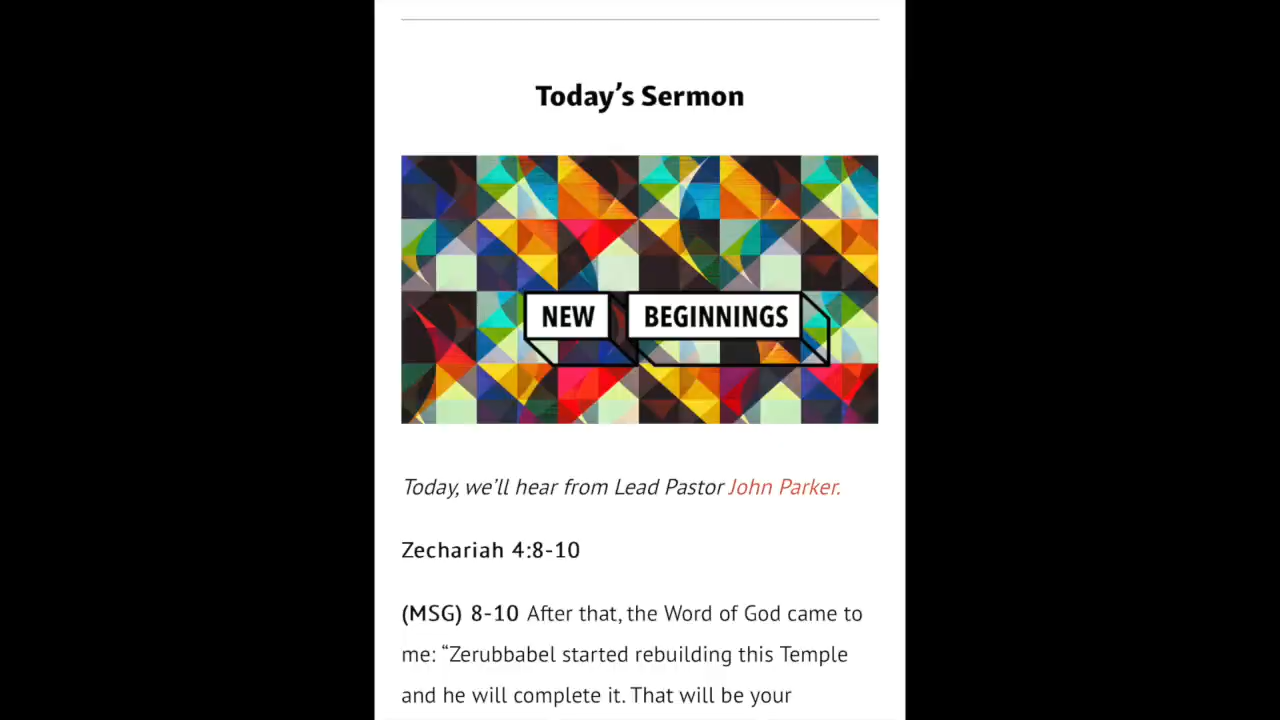 Today’s Sermon
NEW BEGINNINGS
Today, we’ll hear from Lead Pastor John Parker.
Zechariah 4:8-10
(MSG) 8-10 After that, the Word of God came to
me: “Zerubbabel started rebuilding this Temple
and he will complete it. That will be your